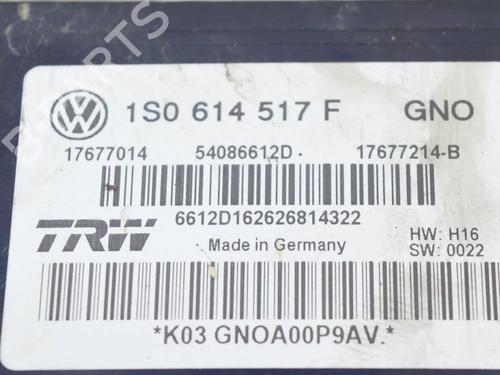 1S0 614 517 F GNO
17677014 54086612D. 17677214-B
6612D162626814322
TRW Made in Germany HW: H16
SW: 0022
*K03 GNOA00P9AV.*